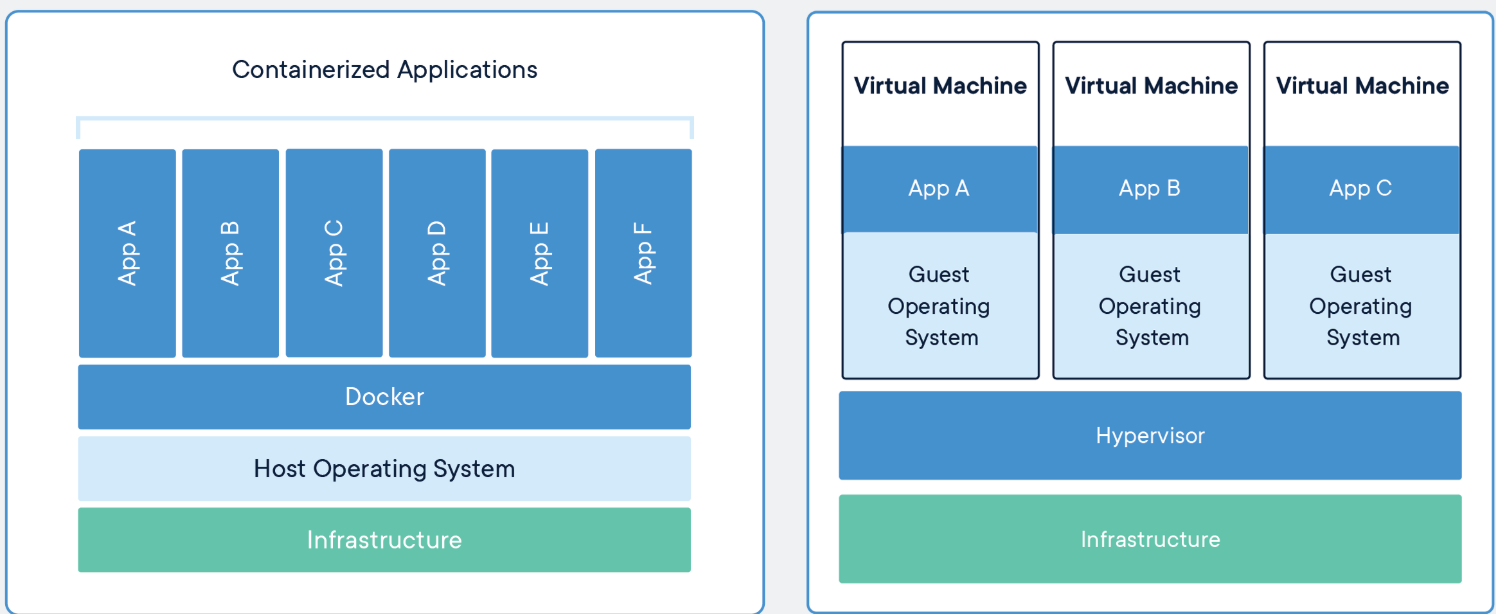 Containerized Applications
App A
App B
App C
App D
App E
App F
Docker
Host Operating System
Infrastructure
Virtual Machine
App A
Guest
Operating
System
Virtual Machine
App B
Guest
Operating
System
Virtual Machine
App C
Guest
Operating
System
Hypervisor
Infrastructure